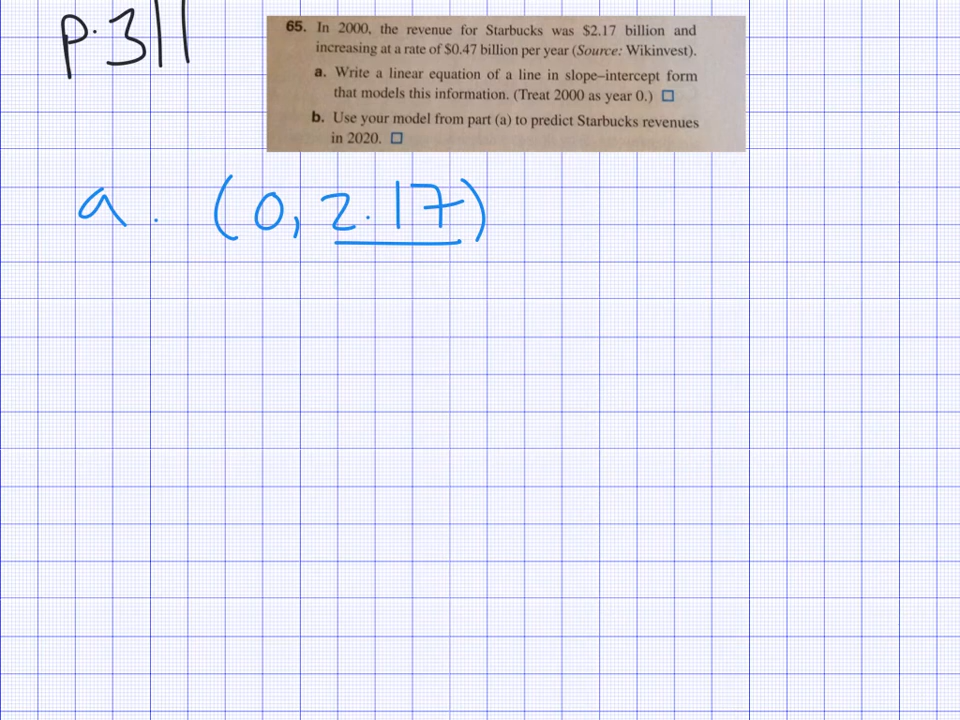 p.311
65. In 2000, the revenue for Starbucks was $2.17 billion and
increasing at a rate of $0.47 billion per year (Source: Wikinvest).
a. Write a linear equation of a line in slope–intercept form
that models this information. (Treat 2000 as year 0.)
b. Use your model from part (a) to predict Starbucks revenues
in 2020.
a. (0, 2.17)